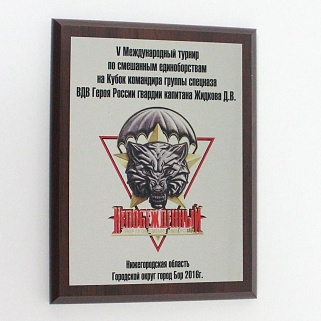 V Международный турнир
по смешанным единоборствам
на Кубок командира группы спецназа
ВДВ Героя России гвардии капитана Жидкова Д.В.
НЕПОБЕЖДЕННЫЙ
Нижегородская область
Городской округ город Бор 2016г.